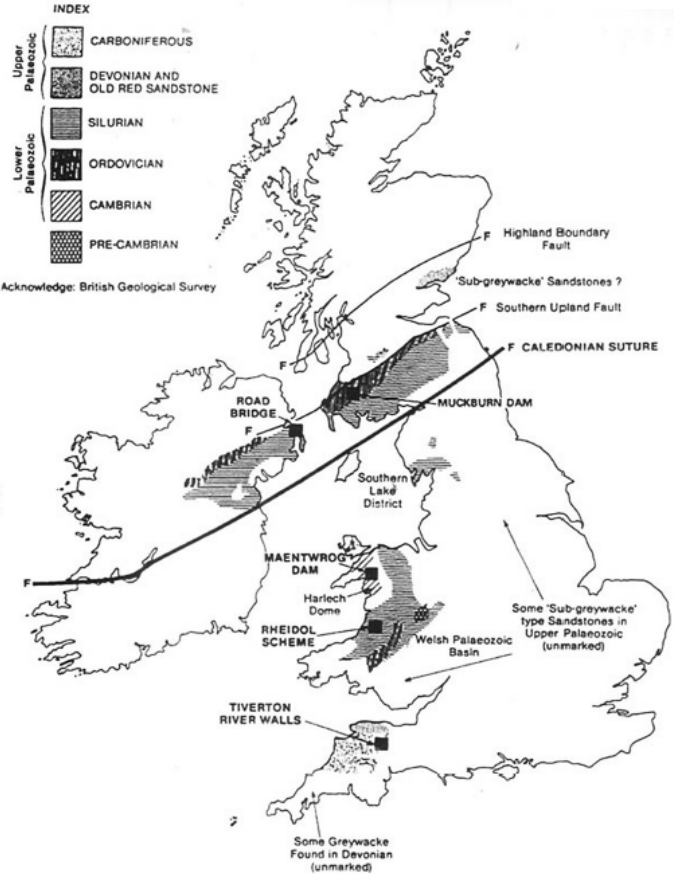 INDEX
Upper
Palaeozoic
CARBONIFEROUS
DEVONIAN AND
OLD RED SANDSTONE
Lower
Palaeozoic
SILURIAN
ORDOVICIAN
CAMBRIAN
PRE-CAMBRIAN
Acknowledge: British Geological Survey
F
Highland Boundary
Fault
'Sub-greywacke' Sandstones ?
F Southern Upland Fault
F CALEDONIAN SUTURE
F
ROAD
BRIDGE
F
MUCKBURN DAM
Southern
Lake
District
MAENTWROG
DAM
F
Harlech
Dome
Some 'Sub-greywacke'
type Sandstones in
Upper Palaeozoic
(unmarked)
RHEIDOL
SCHEME
Welsh Palaeozoic
Basin
TIVERTON
RIVER WALLS
Some Greywacke
Found in Devonian
(unmarked)